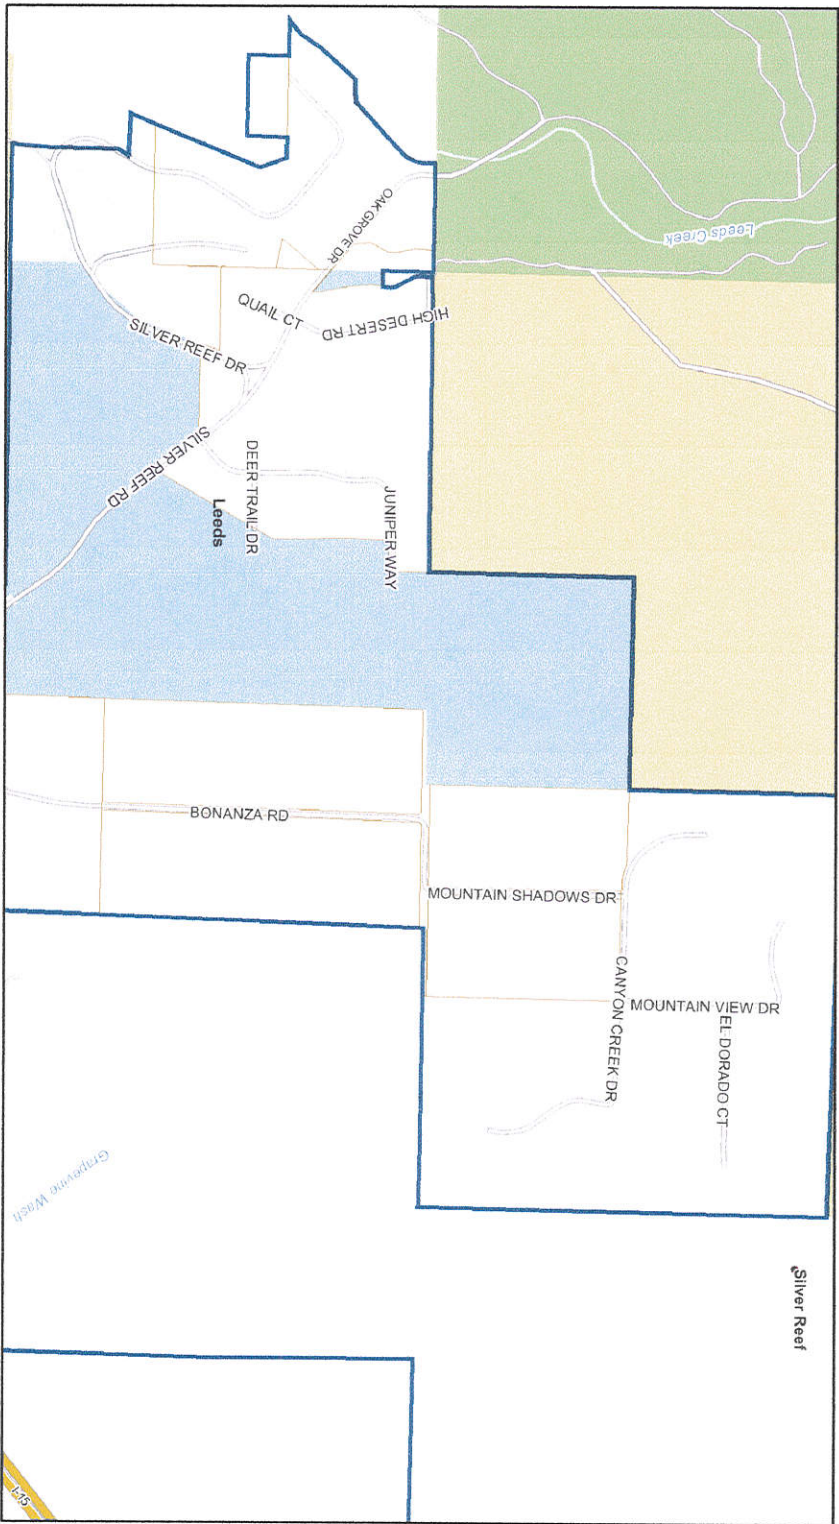 Leeds Creek
OAK GROVE DR
QUAIL CT
HIGH DESERT RD
SILVER REEF DR
SILVER REEF RD
DEER TRAIL DR
Leeds
JUNIPER WAY
BONANZA RD
MOUNTAIN SHADOWS DR
CANYON CREEK DR
MOUNTAIN VIEW DR
EL DORADO CT
Grapevine Wash
Silver Reef
I-15